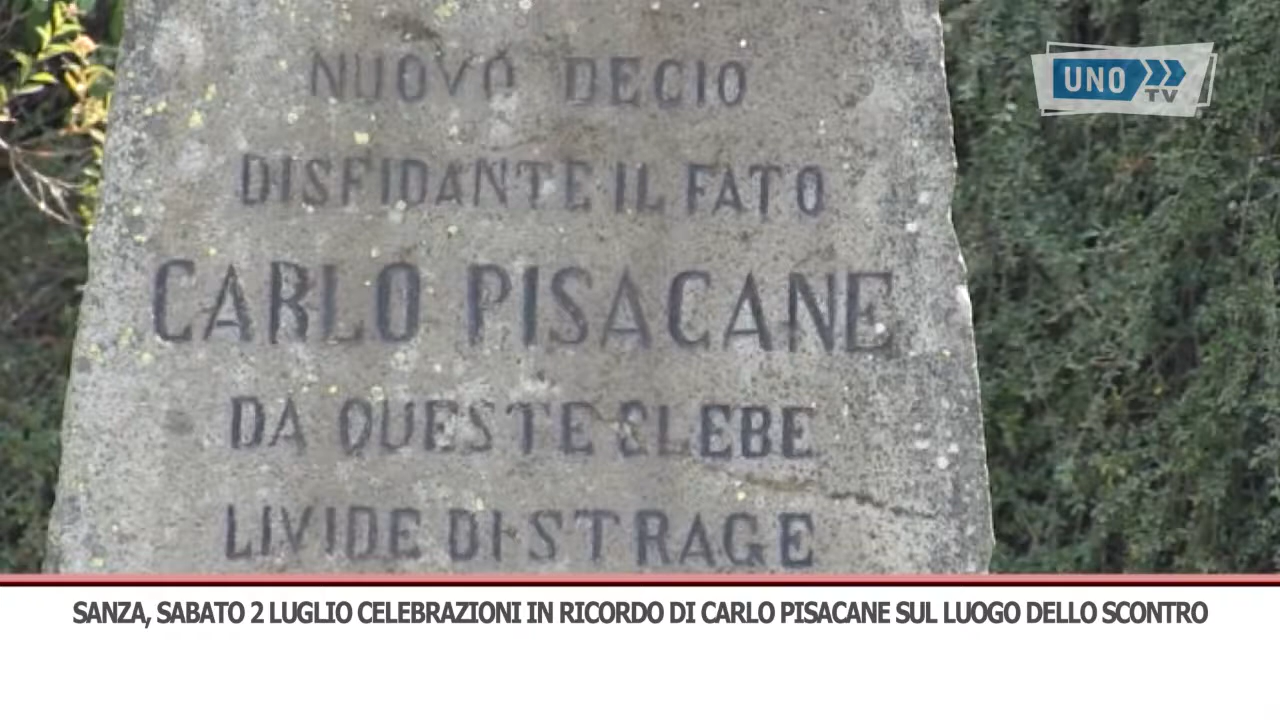 NUOVO DECIO
UNO
TV
DISFIDANTE IL FATO
CARLO PISACANE
DA QUESTE GLEBE
LIVIDE DI STRAGE
SANZA, SABATO 2 LUGLIO CELEBRAZIONI IN RICORDO DI CARLO PISACANE SUL LUOGO DELLO SCONTRO